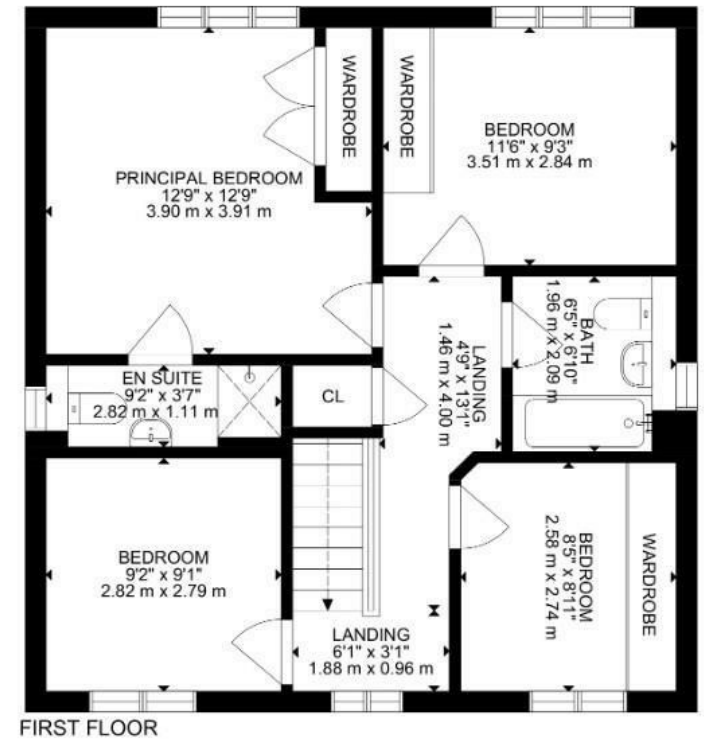 WARDROBE
WARDROBE
BEDROOM
11'6" x 9'3"
3.51 m x 2.84 m
PRINCIPAL BEDROOM
12'9" x 12'9"
3.90 m x 3.91 m
BATH
6'5" x 6'10"
1.96 m x 2.09 m
LANDING
4'9" x 13'1"
1.46 m x 4.00 m
EN SUITE
9'2" x 3'7"
2.82 m x 1.11 m
CL
BEDROOM
9'2" x 9'1"
2.82 m x 2.79 m
BEDROOM
8'5" x 8'11"
2.58 m x 2.74 m
WARDROBE
LANDING
6'1" x 3'1"
1.88 m x 0.96 m
FIRST FLOOR